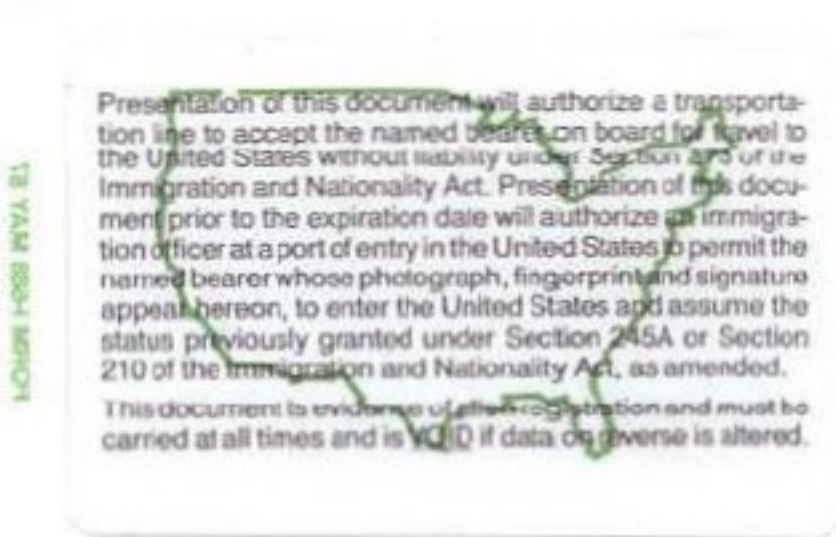 Presentation of this document will authorize a transporta-
tion line to accept the named bearer on board for travel to
the United States without liability under Section 273 of the
Immigration and Nationality Act. Presentation of this docu-
ment prior to the expiration date will authorize an immigra-
tion officer at a port of entry in the United States to permit the
named bearer whose photograph, fingerprint and signature
appear hereon, to enter the United States and assume the
status previously granted under Section 245A or Section
210 of the Immigration and Nationality Act, as amended.
This document is evidence of alien registration and must be
carried at all times and is VOID if data on reverse is altered.